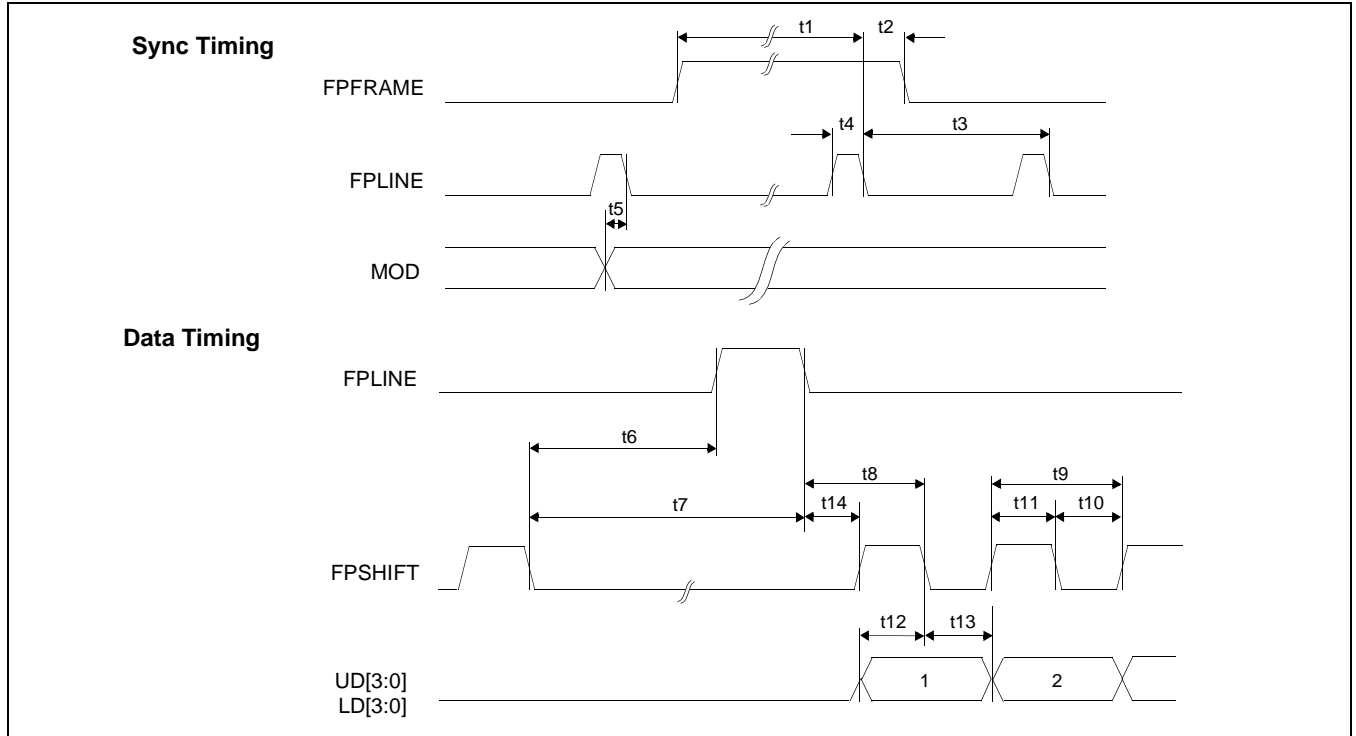 Sync Timing
t1
t2
FPFRAME
t4
t3
FPLINE
t5
MOD
Data Timing
FPLINE
t6
t8
t9
t7
t14
t11
t10
FPSHIFT
t12
t13
UD[3:0]
LD[3:0]
1
2